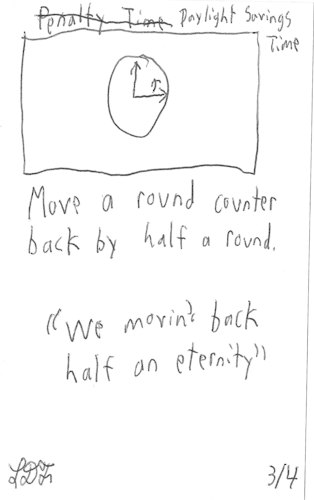 Penalty Time Daylight Savings
Time
Move a round counter
back by half a round.
"We movin' back
half an eternity"
3/4